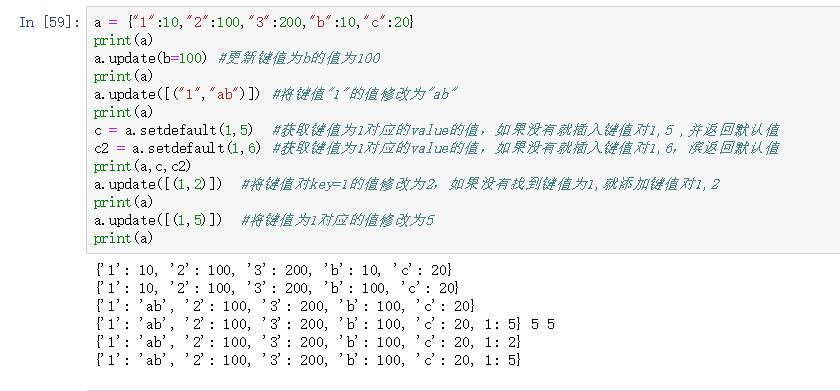 In [59]: a = {"1":10,"2":100,"3":200,"b":10,"c":20}
print(a)
a.update(b=100) #更新键值为b的值为100
print(a)
a.update([("1","ab")]) #将键值"1"的值修改为"ab"
print(a)
c = a.setdefault(1,5) #获取键值为1对应的value的值，如果没有就插入键值对1,5 ,并返回默认值
c2 = a.setdefault(1,6) #获取键值为1对应的value的值，如果没有就插入键值对1,6，缤返回默认值
print(a,c,c2)
a.update([(1,2)]) #将键值对key=1的值修改为2，如果没有找到键值为1,就添加键值对1,2
print(a)
a.update([(1,5)]) #将键值为1对应的值修改为5
print(a)
{'1': 10, '2': 100, '3': 200, 'b': 10, 'c': 20}
{'1': 10, '2': 100, '3': 200, 'b': 100, 'c': 20}
{'1': 'ab', '2': 100, '3': 200, 'b': 100, 'c': 20}
{'1': 'ab', '2': 100, '3': 200, 'b': 100, 'c': 20, 1: 5} 5 5
{'1': 'ab', '2': 100, '3': 200, 'b': 100, 'c': 20, 1: 2}
{'1': 'ab', '2': 100, '3': 200, 'b': 100, 'c': 20, 1: 5}